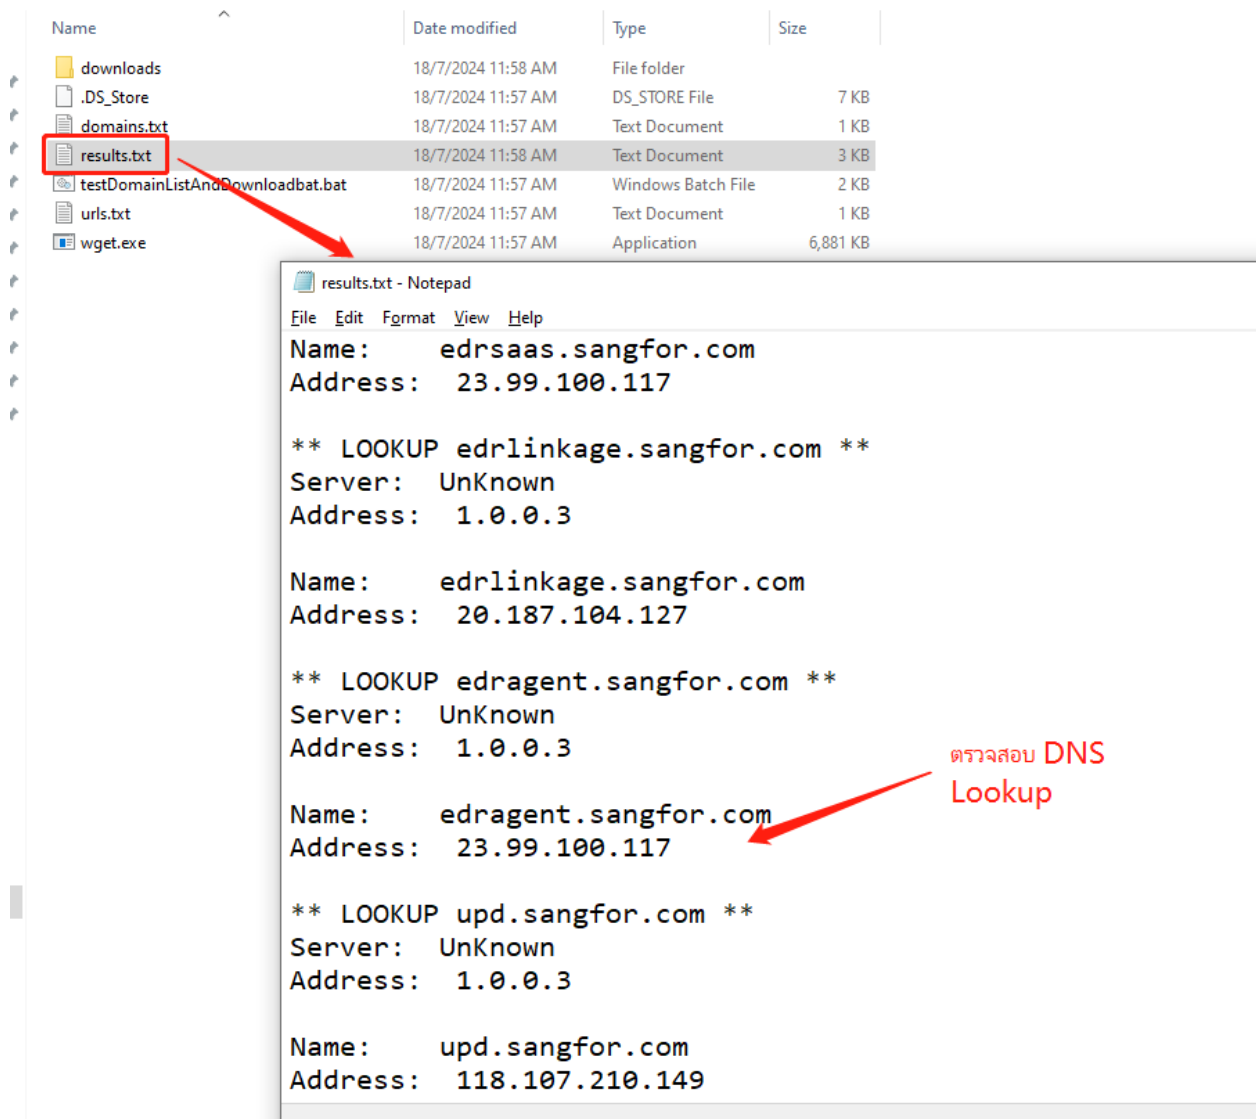 Name Date modified Type Size
downloads 18/7/2024 11:58 AM File folder
.DS_Store 18/7/2024 11:57 AM DS_STORE File 7 KB
domains.txt 18/7/2024 11:57 AM Text Document 1 KB
results.txt 18/7/2024 11:58 AM Text Document 3 KB
testDomainListAndDownloadbat.bat 18/7/2024 11:57 AM Windows Batch File 2 KB
urls.txt 18/7/2024 11:57 AM Text Document 1 KB
wget.exe 18/7/2024 11:57 AM Application 6,881 KB
results.txt - Notepad
File Edit Format View Help
Name: edrsaas.sangfor.com
Address: 23.99.100.117
** LOOKUP edrlinkage.sangfor.com **
Server: UnKnown
Address: 1.0.0.3
Name: edrlinkage.sangfor.com
Address: 20.187.104.127
** LOOKUP edragent.sangfor.com **
Server: UnKnown
Address: 1.0.0.3
ตรวจสอบ DNS
Lookup
Name: edragent.sangfor.com
Address: 23.99.100.117
** LOOKUP upd.sangfor.com **
Server: UnKnown
Address: 1.0.0.3
Name: upd.sangfor.com
Address: 118.107.210.149